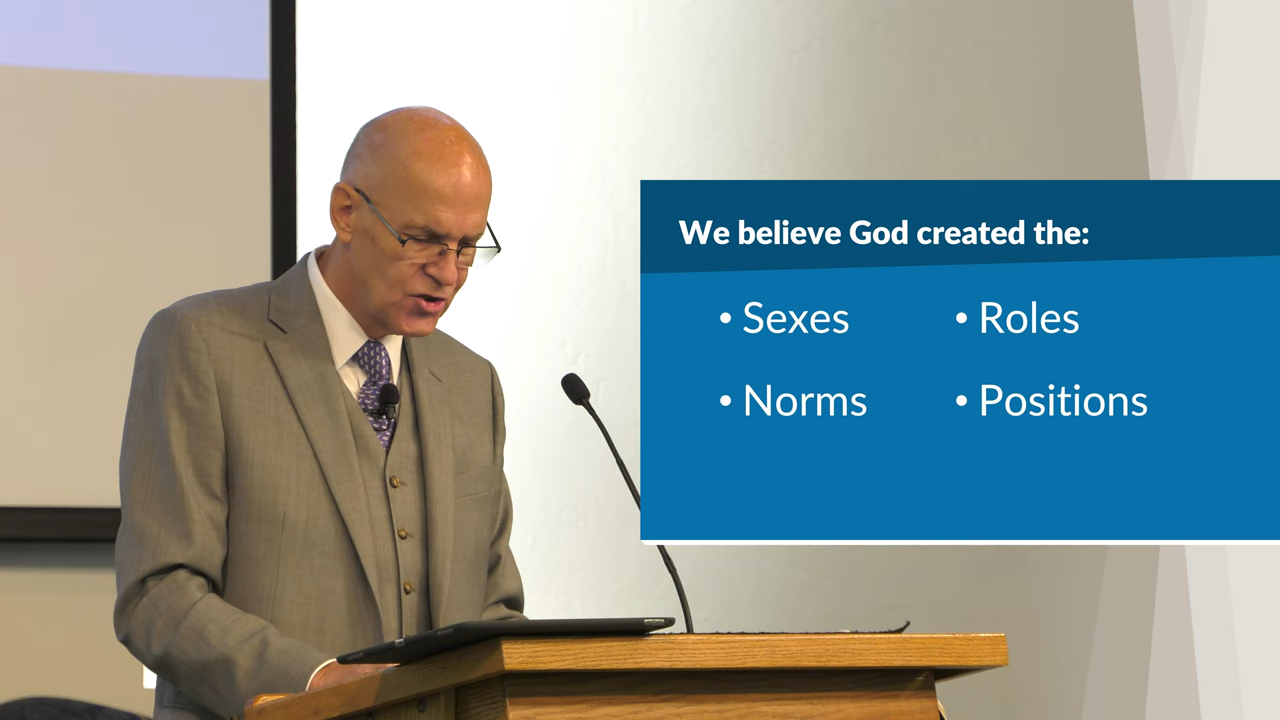 We believe God created the:
• Sexes • Roles
• Norms • Positions